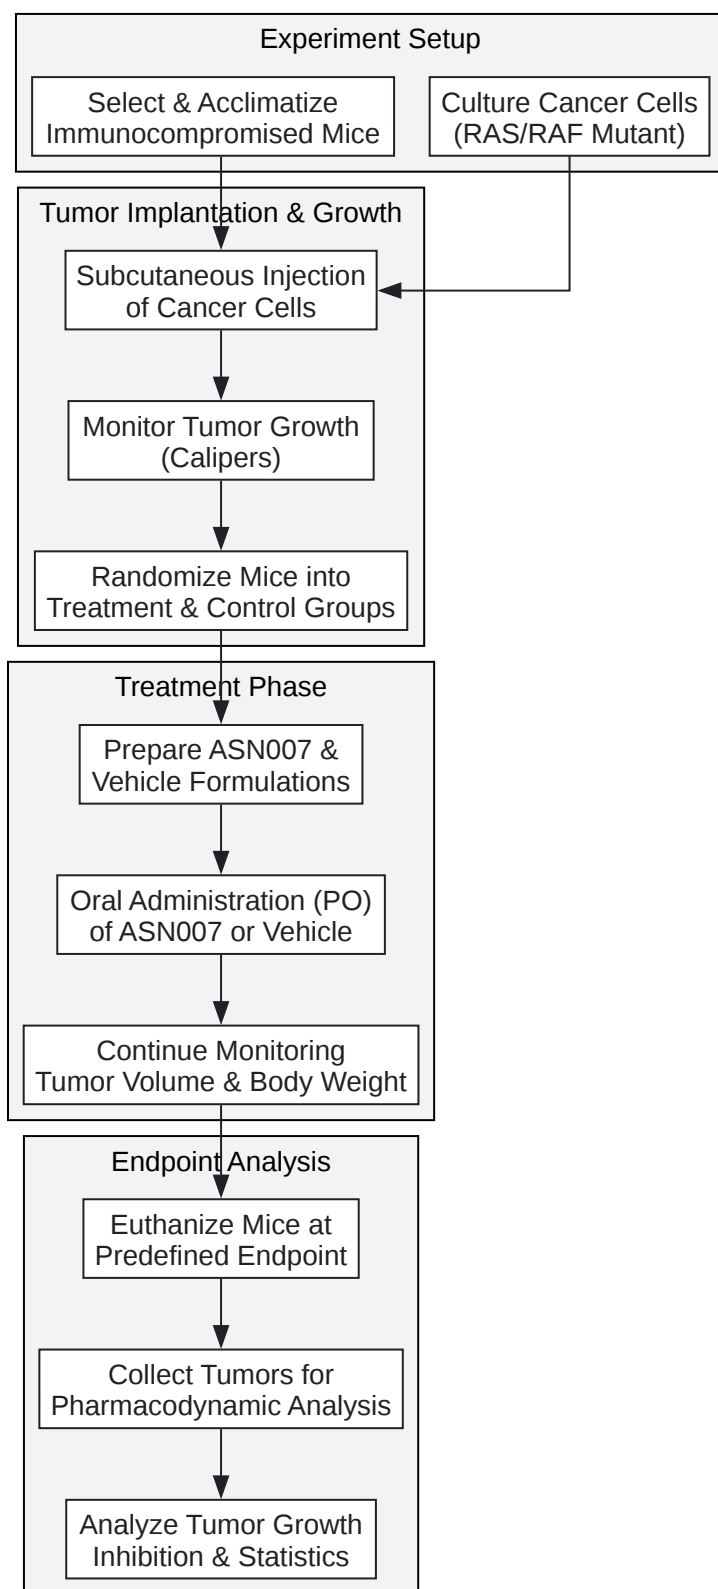 Experiment Setup
Select & Acclimatize
Immunocompromised Mice
Culture Cancer Cells
(RAS/RAF Mutant)
Tumor Implantation & Growth
Subcutaneous Injection
of Cancer Cells
Monitor Tumor Growth
(Calipers)
Randomize Mice into
Treatment & Control Groups
Treatment Phase
Prepare ASN007 &
Vehicle Formulations
Oral Administration (PO)
of ASN007 or Vehicle
Continue Monitoring
Tumor Volume & Body Weight
Endpoint Analysis
Euthanize Mice at
Predefined Endpoint
Collect Tumors for
Pharmacodynamic Analysis
Analyze Tumor Growth
Inhibition & Statistics